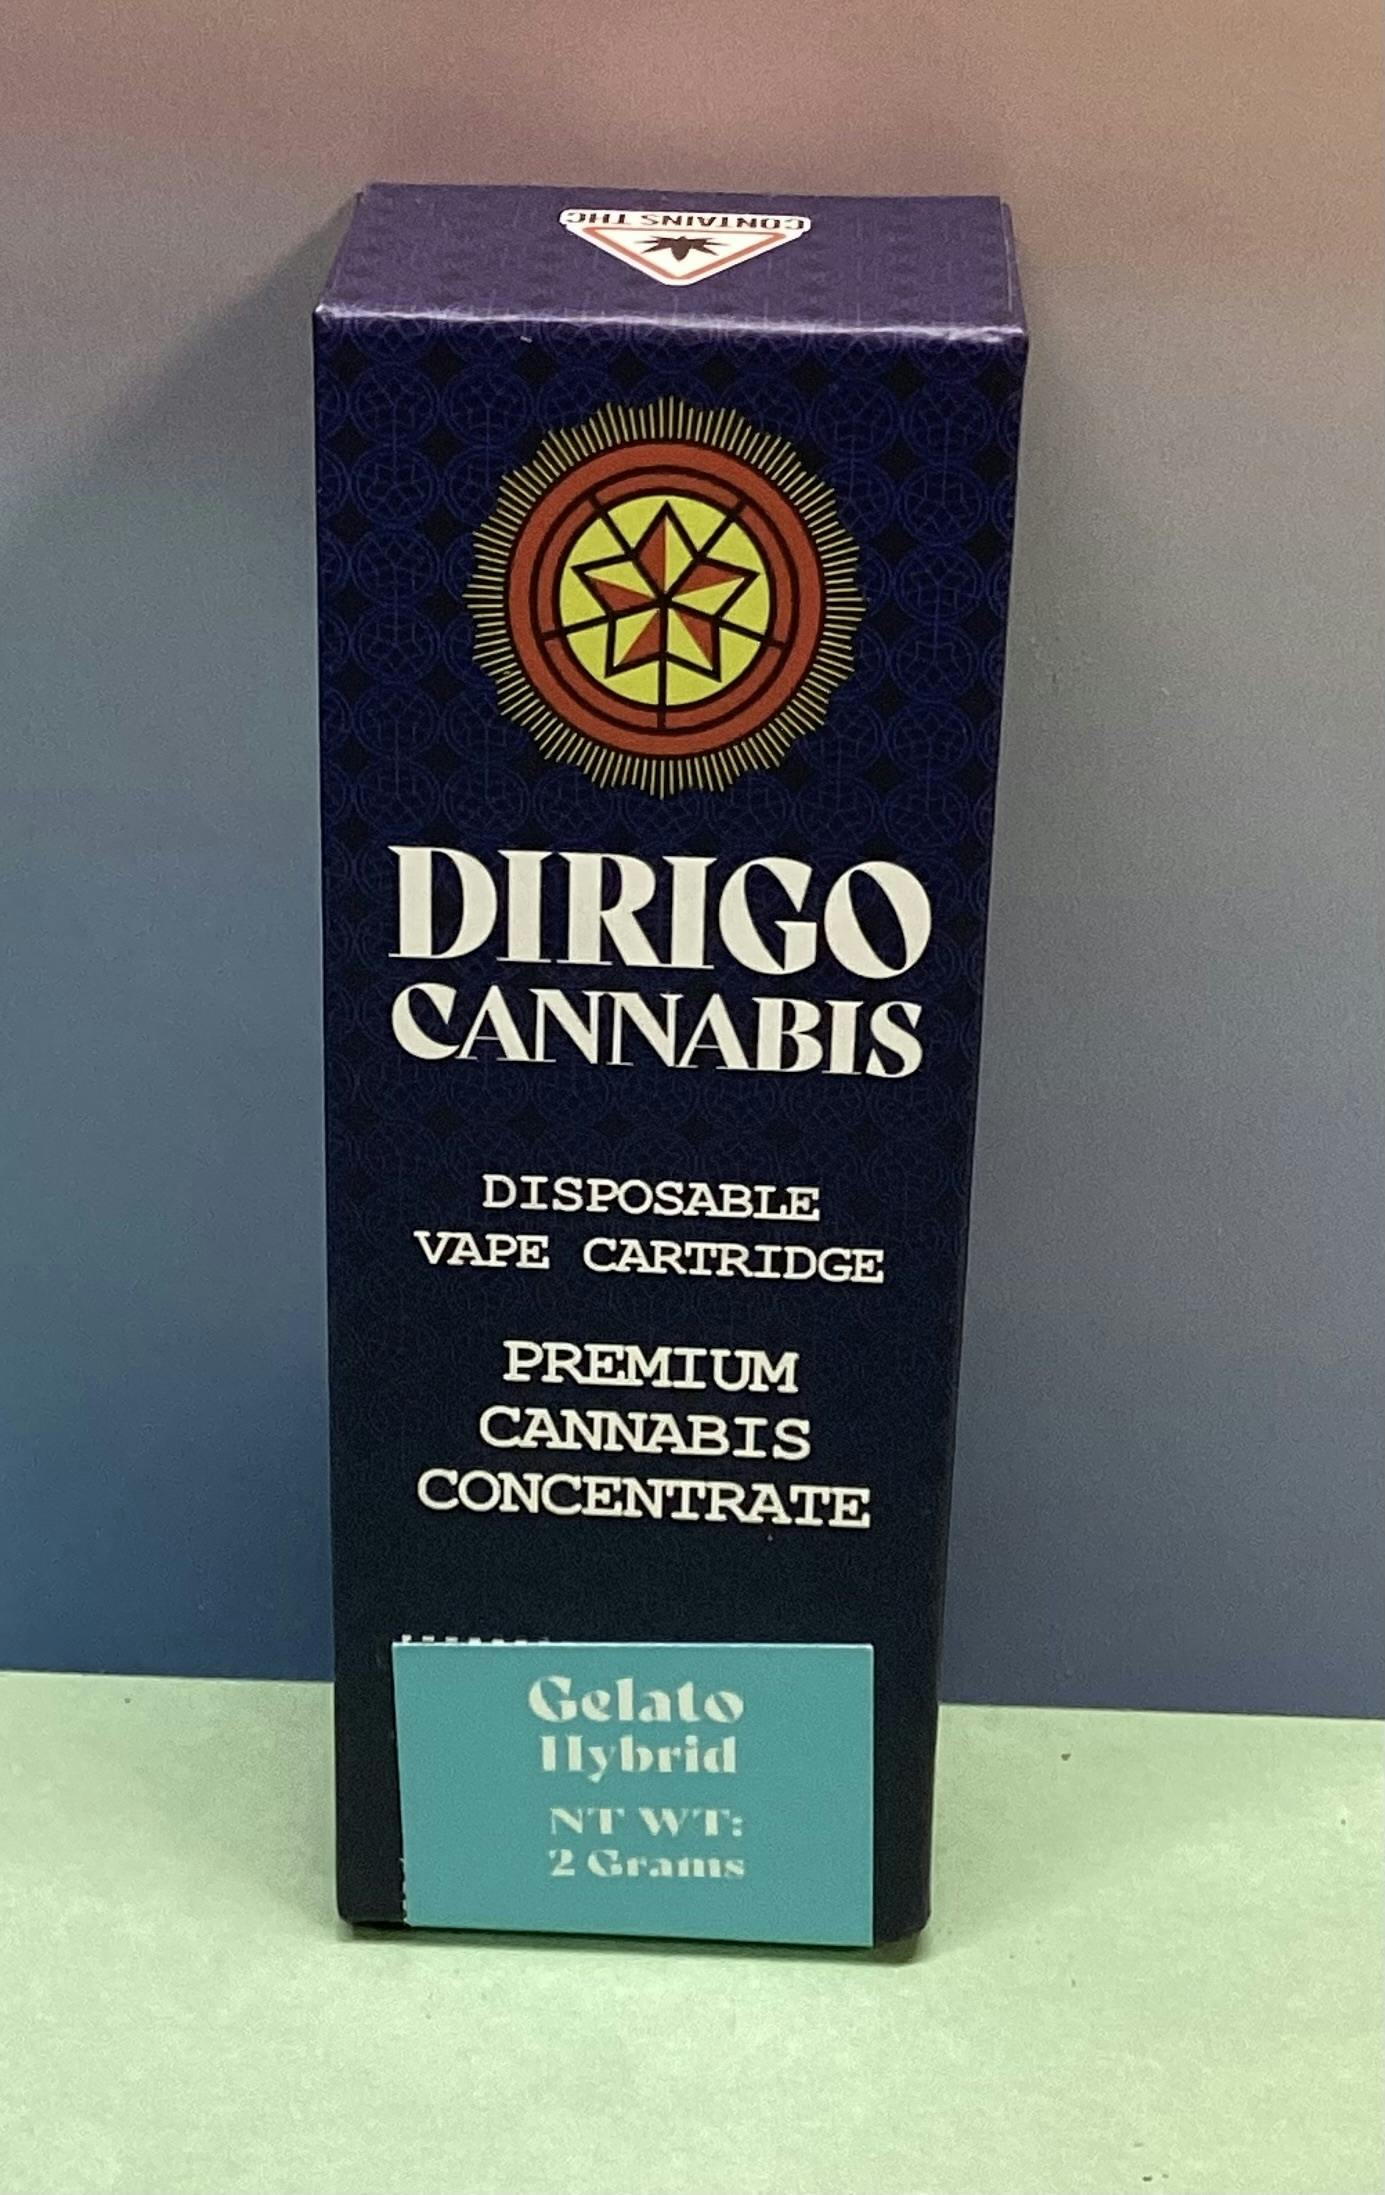 CONTAINS THC
DIRIGO
CANNABIS
DISPOSABLE
VAPE CARTRIDGE
PREMIUM
CANNABIS
CONCENTRATE
Gelato
Hybrid
NT WT:
2 Grams